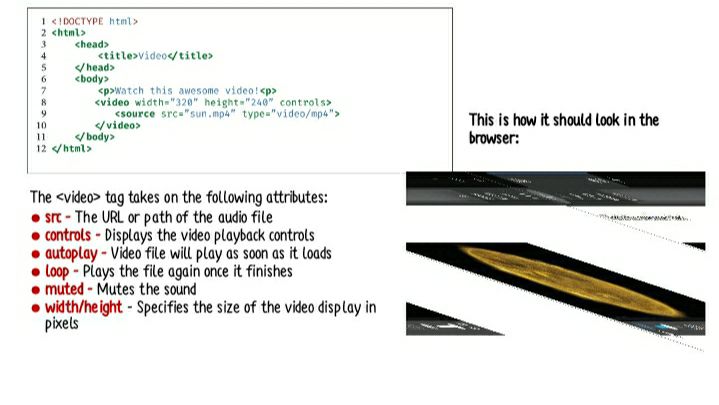 1 <!DOCTYPE html>
2 <html>
3 <head>
4 <title>Video</title>
5 </head>
6 <body>
7 <p>Watch this awesome video!<p>
8 <video width="320" height="240" controls>
9 <source src="sun.mp4" type="video/mp4">
10 </video>
11 </body>
12 </html>
This is how it should look in the
browser:
The <video> tag takes on the following attributes:
● src - The URL or path of the audio file
● controls - Displays the video playback controls
● autoplay - Video file will play as soon as it loads
● loop - Plays the file again once it finishes
● muted - Mutes the sound
● width/height - Specifies the size of the video display in
pixels